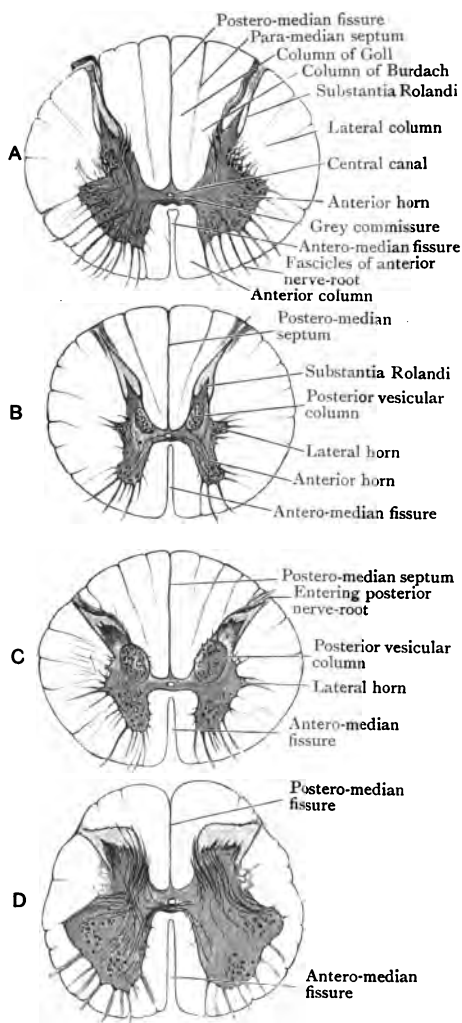 Postero-median fissure
Para-median septum
Column of Goll
Column of Burdach
Substantia Rolandi
Lateral column
A
Central canal
Anterior horn
Grey commissure
Antero-median fissure
Fascicles of anterior
nerve-root
Anterior column
Postero-median
septum
Substantia Rolandi
B
Posterior vesicular
column
Lateral horn
Anterior horn
Antero-median fissure
Postero-median septum
Entering posterior
nerve-root
C
Posterior vesicular
column
Lateral horn
Antero-median
fissure
Postero-median
fissure
D
Antero-median
fissure